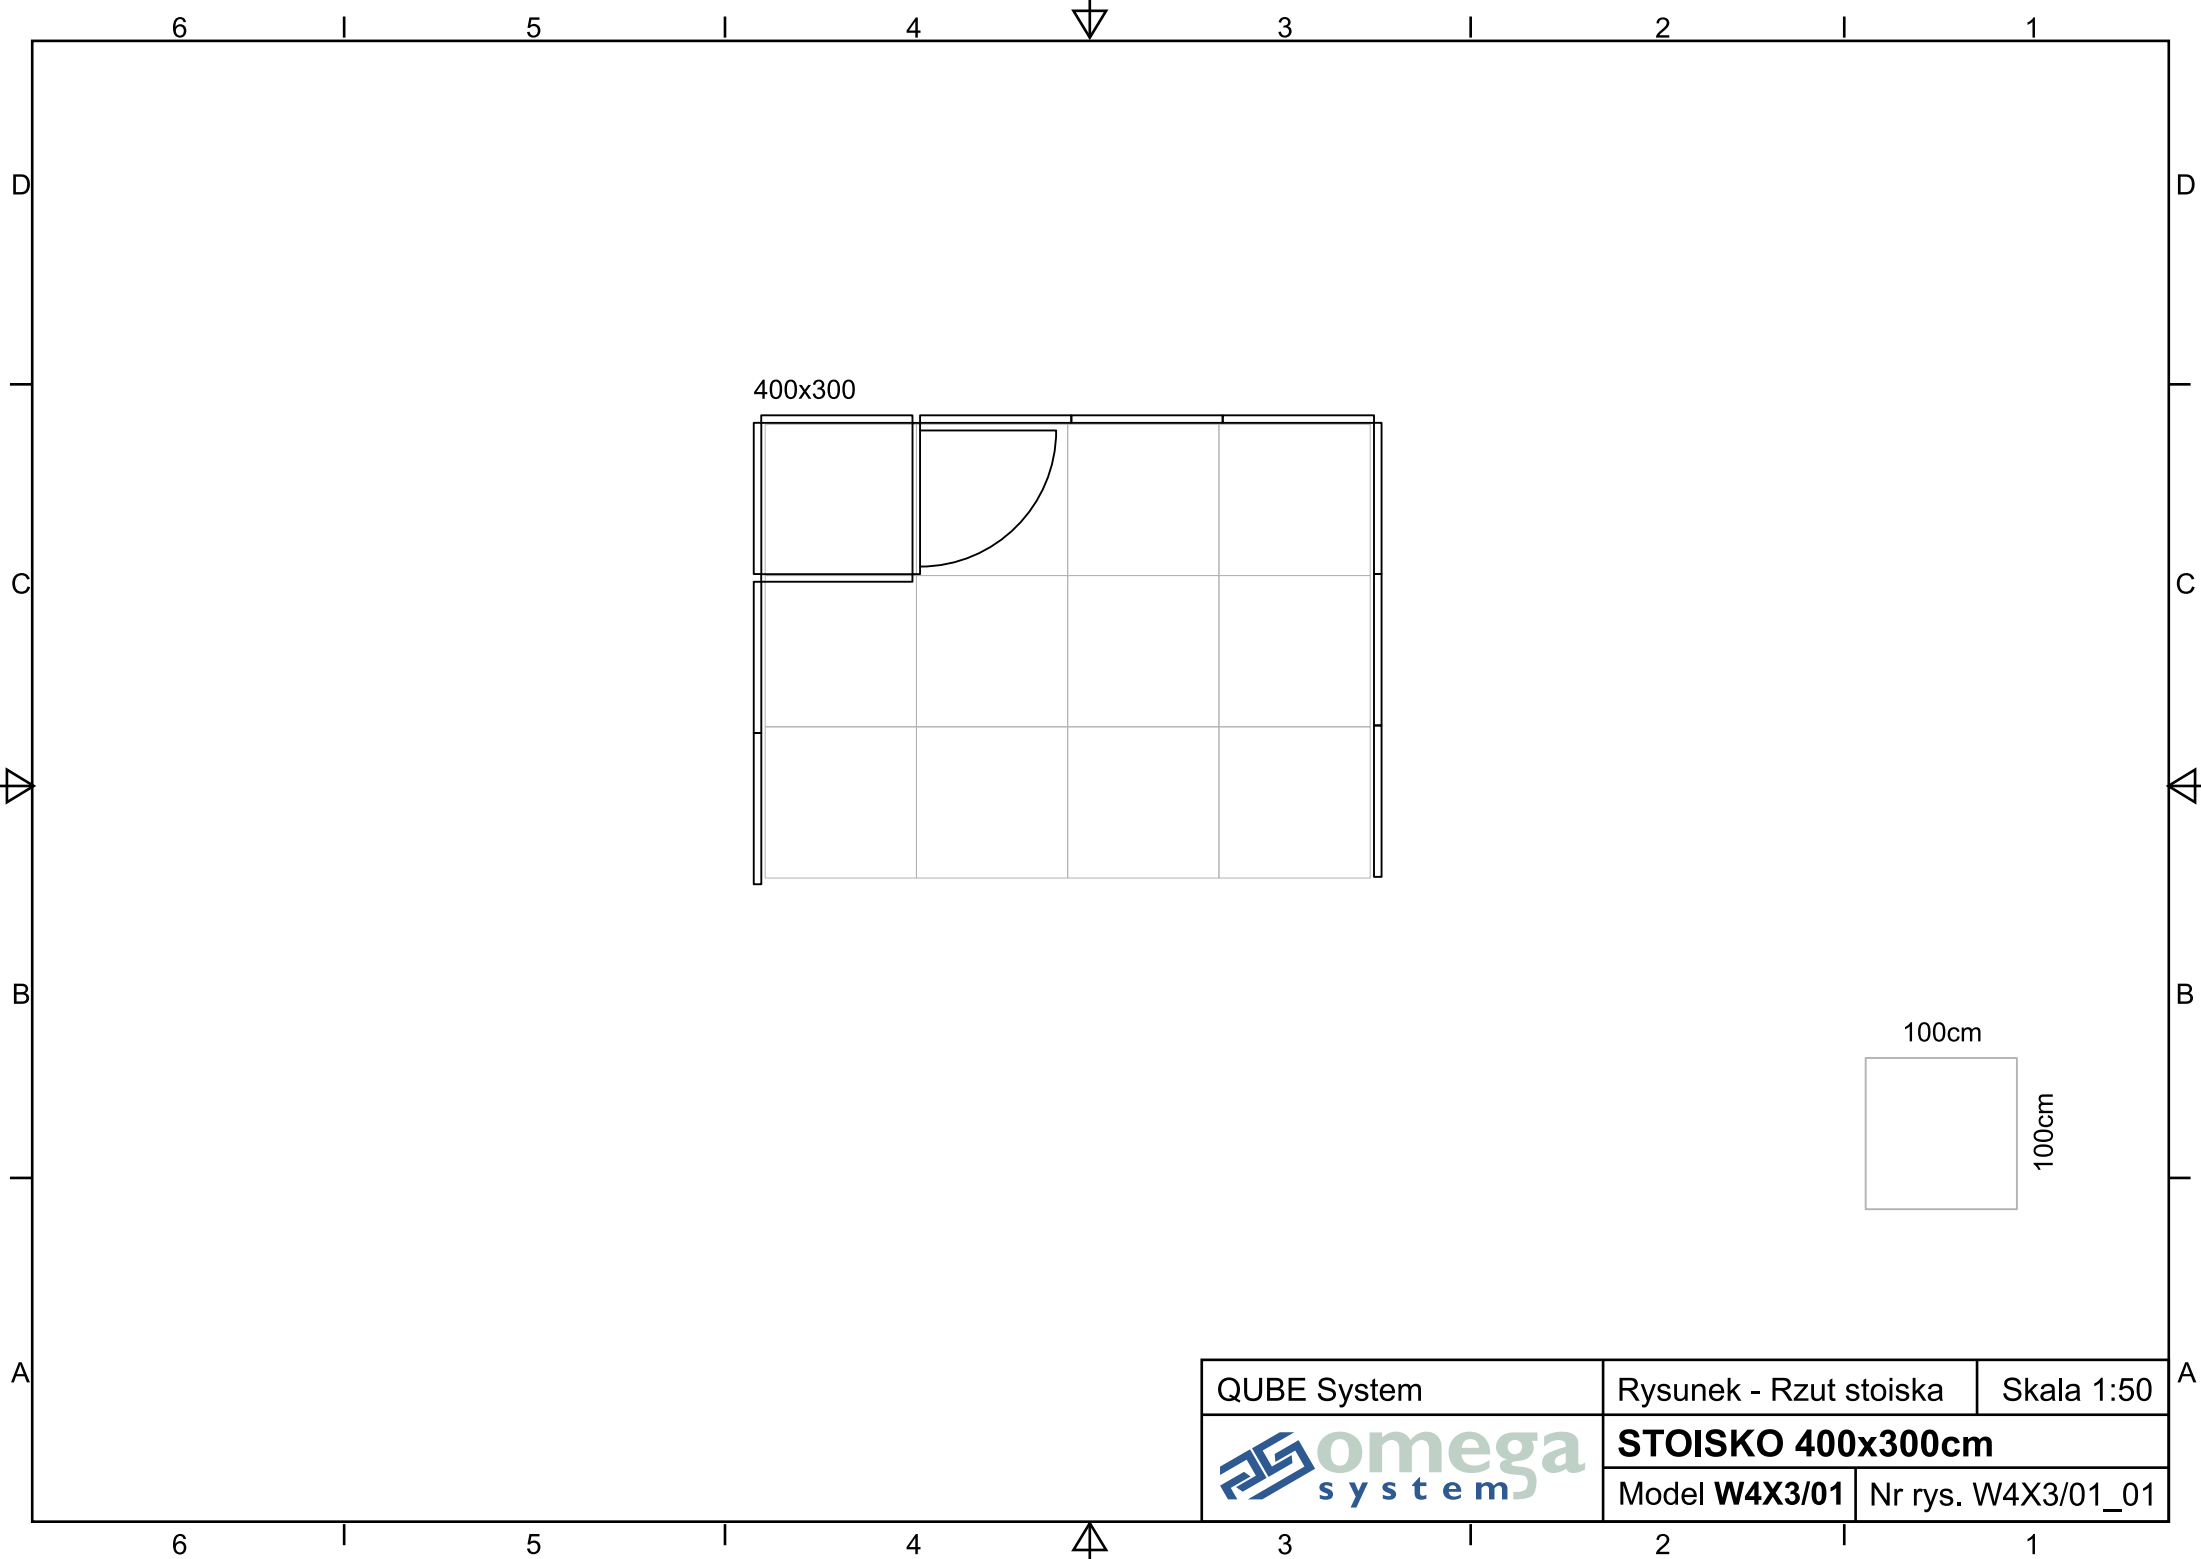 6 5 4 3 2 1
D D
400x300
C C
B B
100cm
100cm
A A
QUBE System
Rysunek - Rzut stoiska
Skala 1:50
omega
system
STOISKO 400x300cm
Model W4X3/01
Nr rys. W4X3/01_01
6 5 4 3 2 1